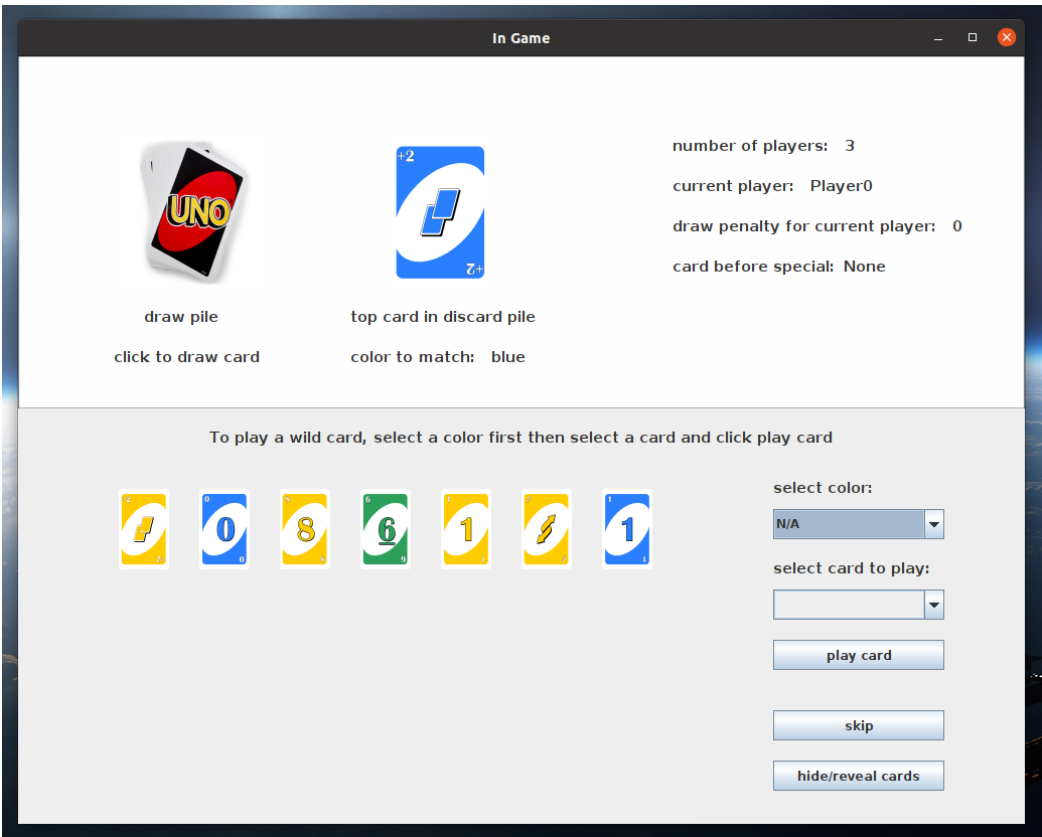 In Game
UNO
+2
+2
number of players: 3
current player: Player0
draw penalty for current player: 0
card before special: None
draw pile
top card in discard pile
click to draw card
color to match: blue
To play a wild card, select a color first then select a card and click play card
0 8 6 1 1
0 6 1
select color:
N/A
select card to play:
play card
skip
hide/reveal cards